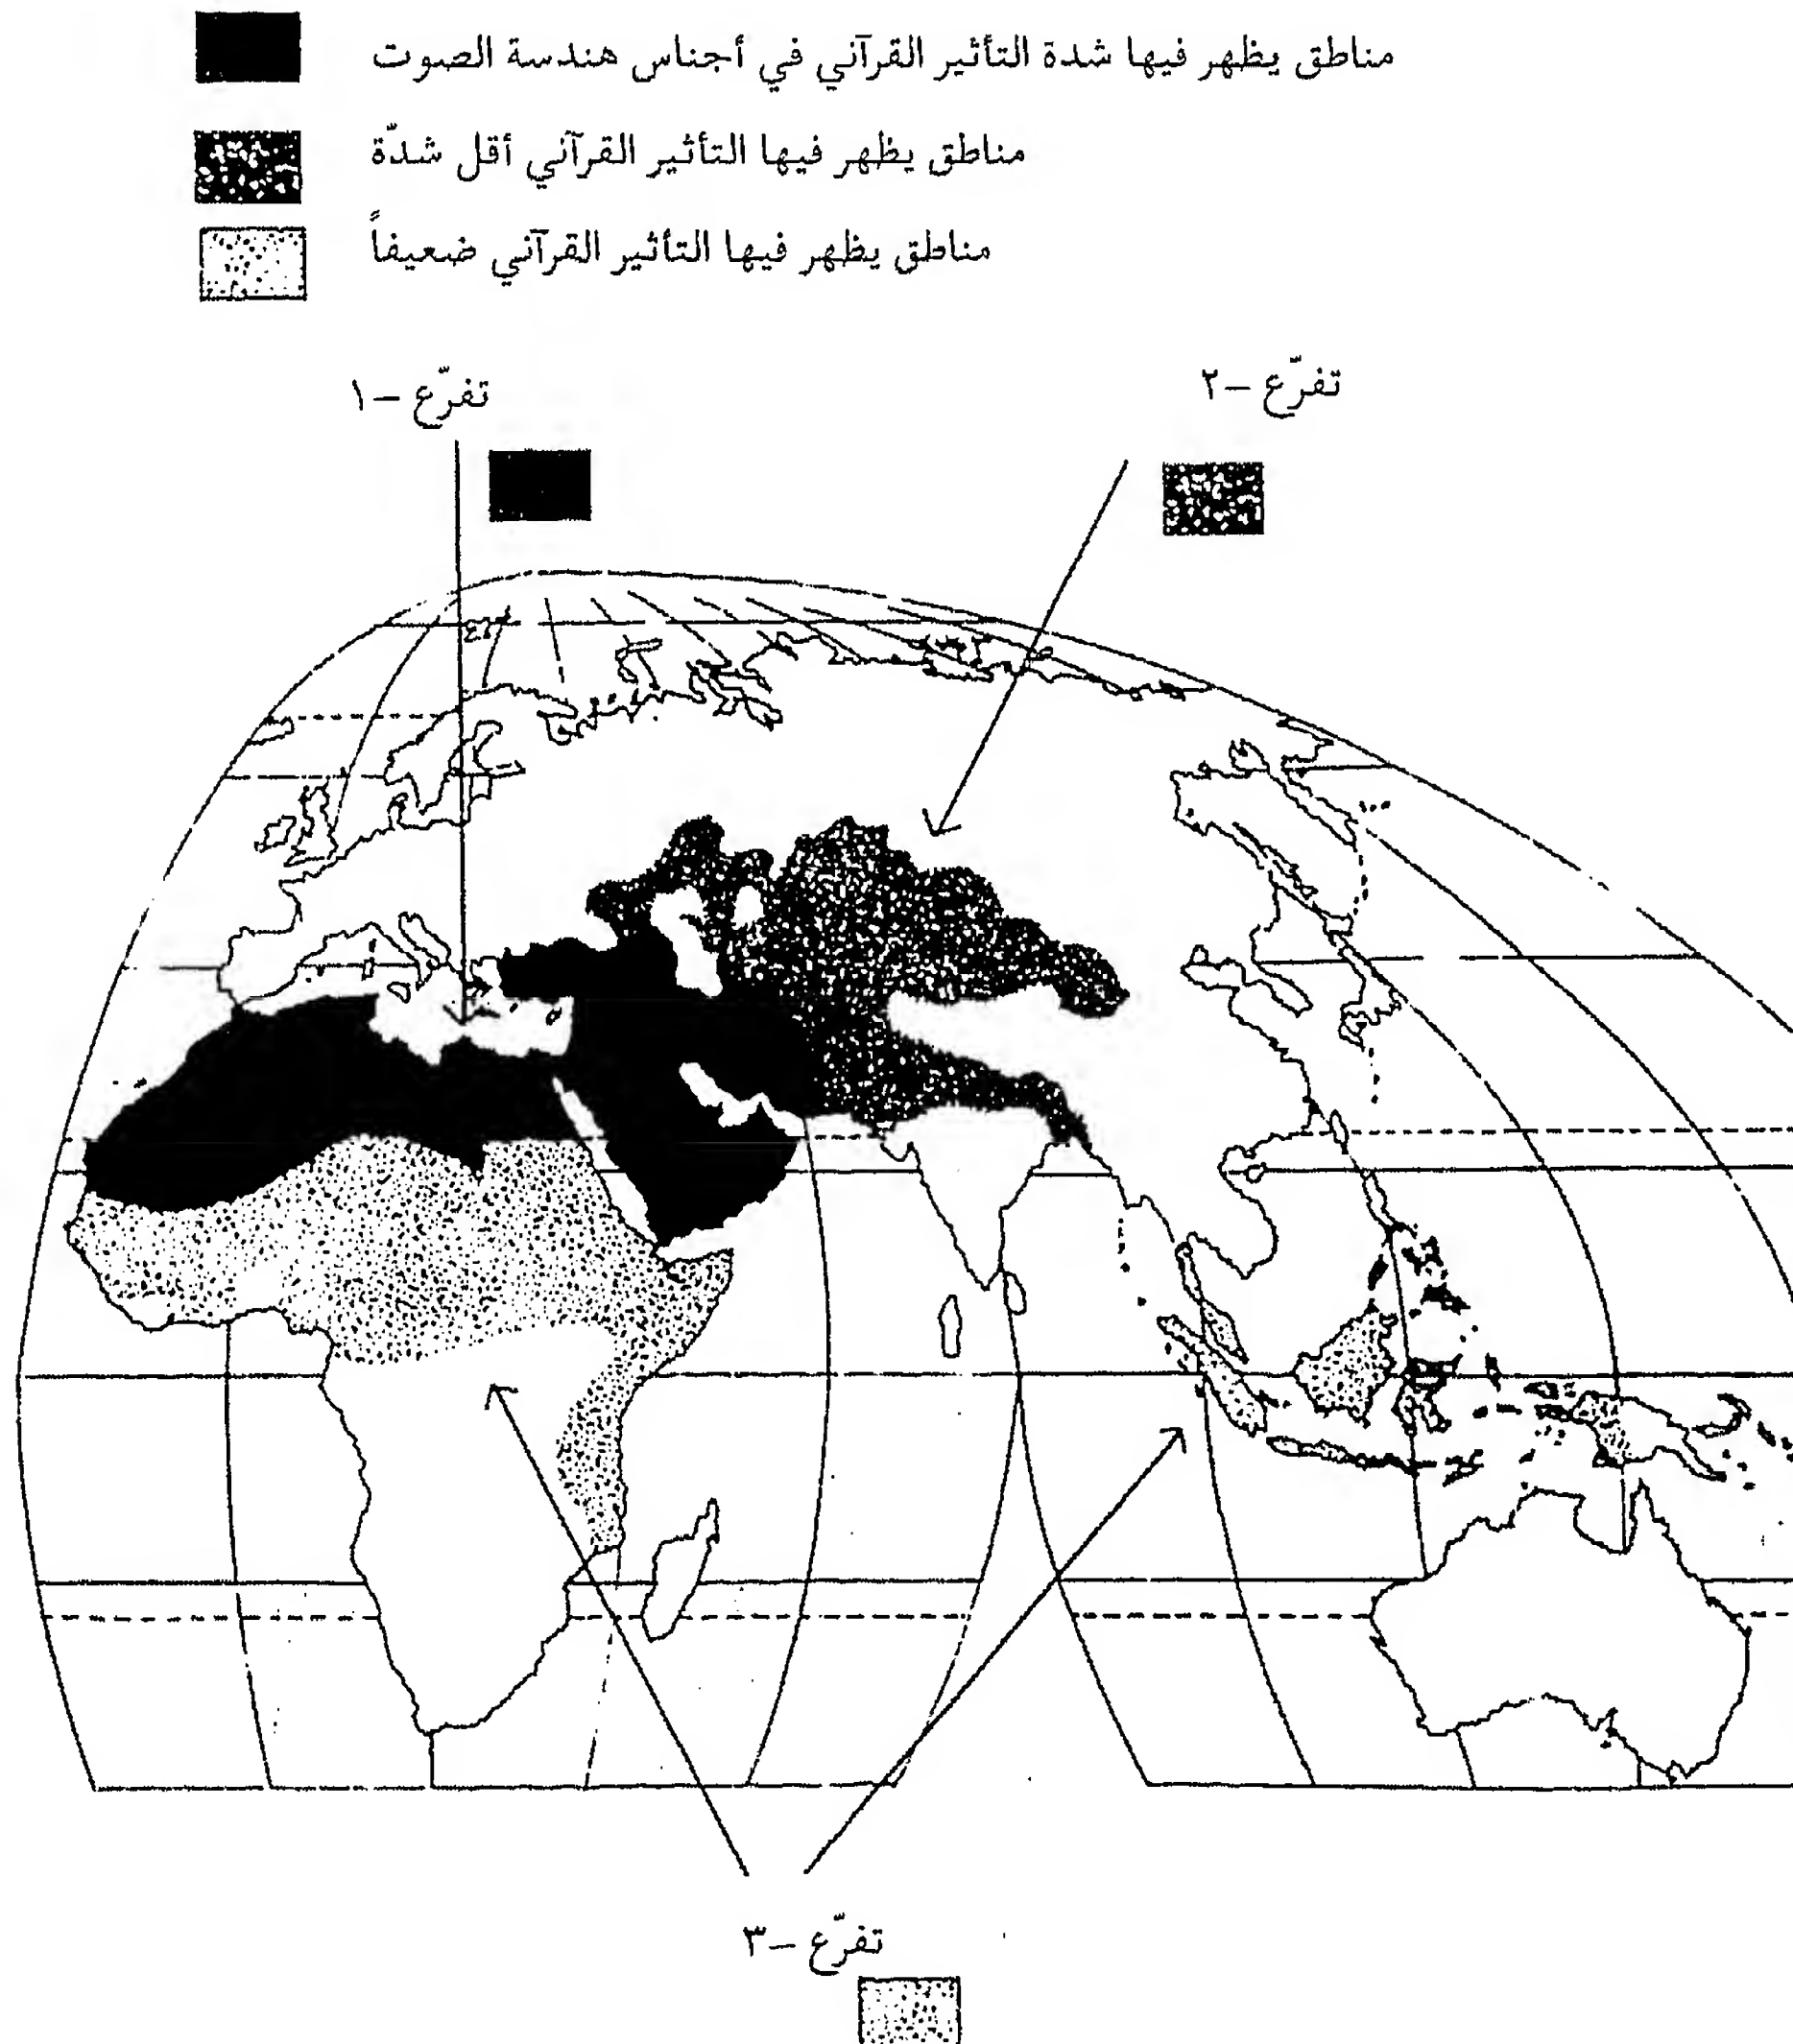 مناطق يظهر فيها شدة التأثير القرآني في أجناس هندسة الصوت
مناطق يظهر فيها التأثير القرآني أقل شدّة
مناطق يظهر فيها التأثير القرآني ضعيفاً
تفرّع –٢
تفرّع –١
تفرّع –٣